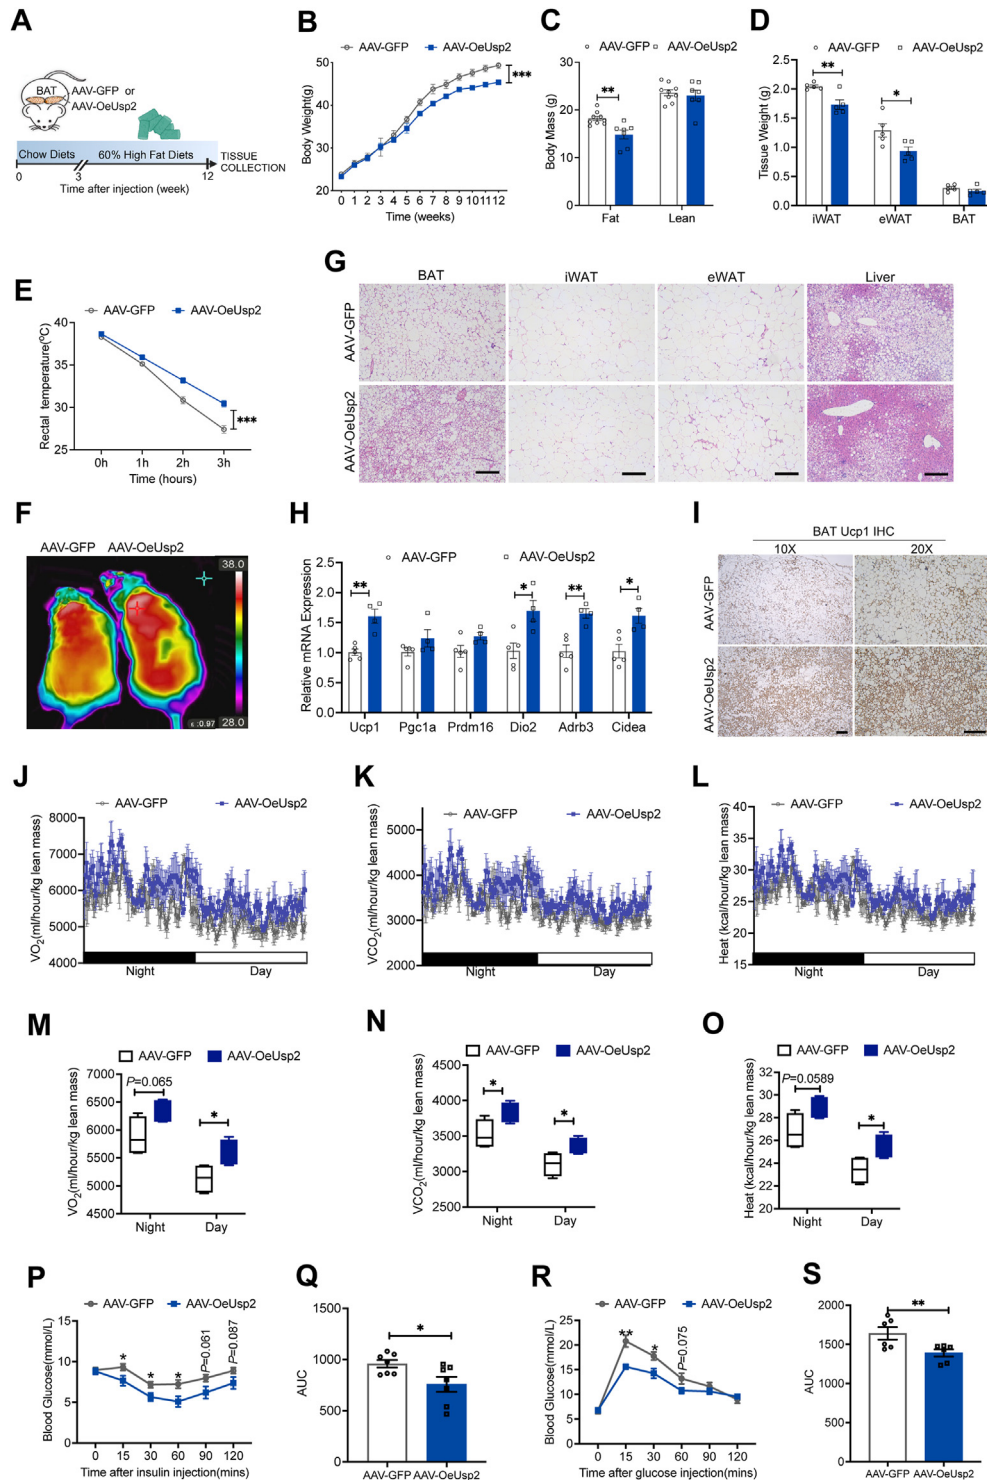 A
BAT
AAV-GFP or
AAV-OeUsp2
Chow Diets
60% High Fat Diets
TISSUE
COLLECTION
0
3
12
Time after injection (week)
B
AAV-GFP
AAV-OeUsp2
Body Weight(g)
60
50
40
30
20
***
0 1 2 3 4 5 6 7 8 9 10 11 12
Time (weeks)
C
AAV-GFP
AAV-OeUsp2
Body Mass (g)
30
20
10
0
**
Fat
Lean
D
AAV-GFP
AAV-OeUsp2
Tissue Weight (g)
2.5
2.0
1.5
1.0
0.5
0.0
**
*
iWAT
eWAT
BAT
E
AAV-GFP
AAV-OeUsp2
Rectal temperature(°C)
40
35
30
25
***
0h 1h 2h 3h
Time (hours)
G
BAT
iWAT
eWAT
Liver
AAV-GFP
AAV-OeUsp2
F
AAV-GFP
AAV-OeUsp2
38.0
28.0
ε :0.97
H
AAV-GFP
AAV-OeUsp2
Relative mRNA Expression
2.5
2.0
1.5
1.0
0.5
0.0
**
*
**
*
Ucp1 Pgc1a Prdm16 Dio2 Adrb3 Cidea
I
BAT Ucp1 IHC
10X
20X
AAV-GFP
AAV-OeUsp2
J
AAV-GFP
AAV-OeUsp2
VO2(ml/hour/kg lean mass)
8000
7000
6000
5000
4000
Night
Day
K
AAV-GFP
AAV-OeUsp2
VCO2(ml/hour/kg lean mass)
5000
4000
3000
2000
Night
Day
L
AAV-GFP
AAV-OeUsp2
Heat (kcal/hour/kg lean mass)
40
35
30
25
20
15
Night
Day
M
AAV-GFP
AAV-OeUsp2
VO2(ml/hour/kg lean mass)
7000
6500
6000
5500
5000
4500
P=0.065
*
Night
Day
N
AAV-GFP
AAV-OeUsp2
VCO2(ml/hour/kg lean mass)
4500
4000
3500
3000
2500
*
*
Night
Day
O
AAV-GFP
AAV-OeUsp2
Heat (kcal/hour/kg lean mass)
32
30
28
26
24
22
20
P=0.0589
*
Night
Day
P
AAV-GFP
AAV-OeUsp2
Blood Glucose(mmol/L)
15
10
5
0
*
*
*
P=0.061
P=0.087
0 15 30 60 90 120
Time after insulin injection(mins)
Q
AUC
1500
1000
500
0
*
AAV-GFP AAV-OeUsp2
R
AAV-GFP
AAV-OeUsp2
Blood Glucose(mmol/L)
25
20
15
10
5
0
**
*
P=0.075
0 15 30 60 90 120
Time after glucose injection(mins)
S
AUC
2000
1500
1000
500
0
**
AAV-GFP AAV-OeUsp2